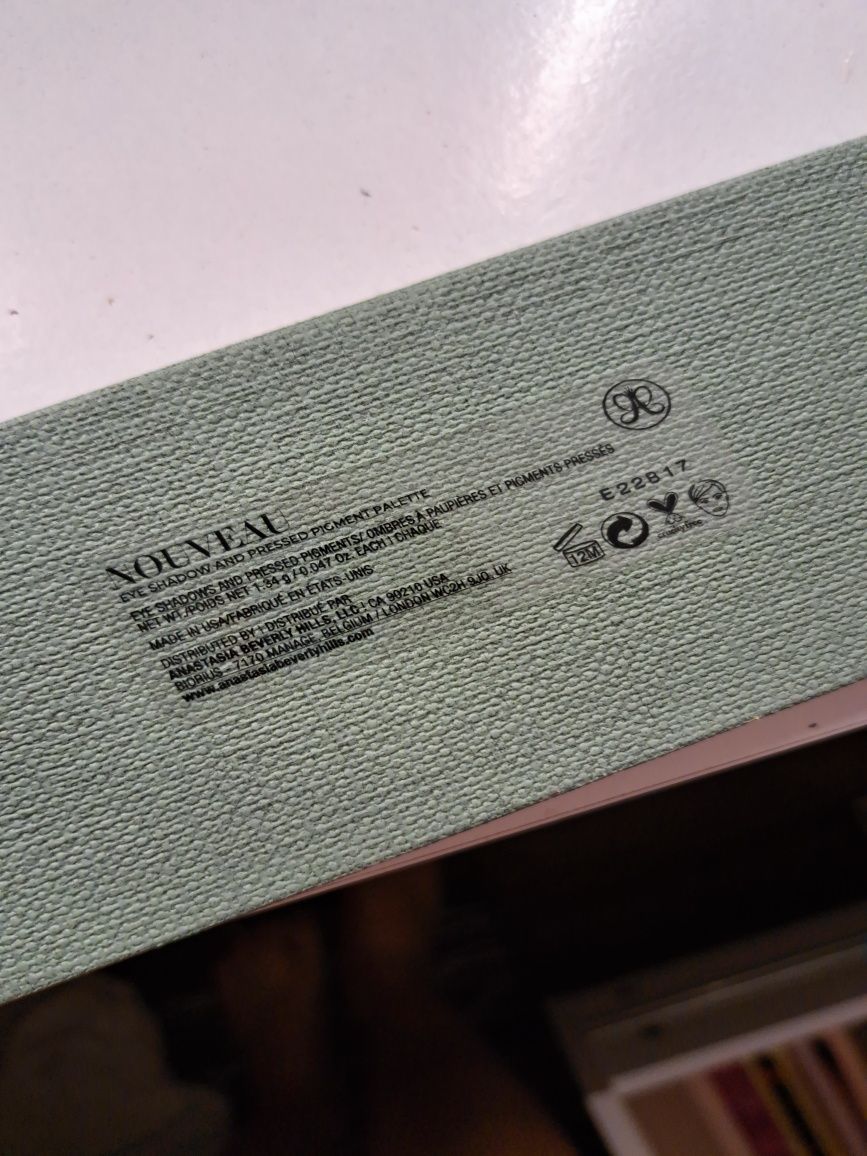 NOUVEAU
EYE SHADOW AND PRESSED PIGMENT PALETTE
EYE SHADOWS AND PRESSED PIGMENTS/ OMBRES À PAUPIÈRES ET PIGMENTS PRESSÉS
NET WT./POIDS NET 1.34 g / 0.047 Oz. EACH / CHAQUE
MADE IN USA/FABRIQUÉ EN ÉTATS-UNIS
DISTRIBUTED BY / DISTRIBUÉ PAR
ANASTASIA BEVERLY HILLS, LLC. / CA 90210 USA
BIORIUS - 7170 MANAGE, BELGIUM / LONDON WC2H 9JQ, UK
www.anastasiabeverlyhills.com
E22B17
12M
cruelty free